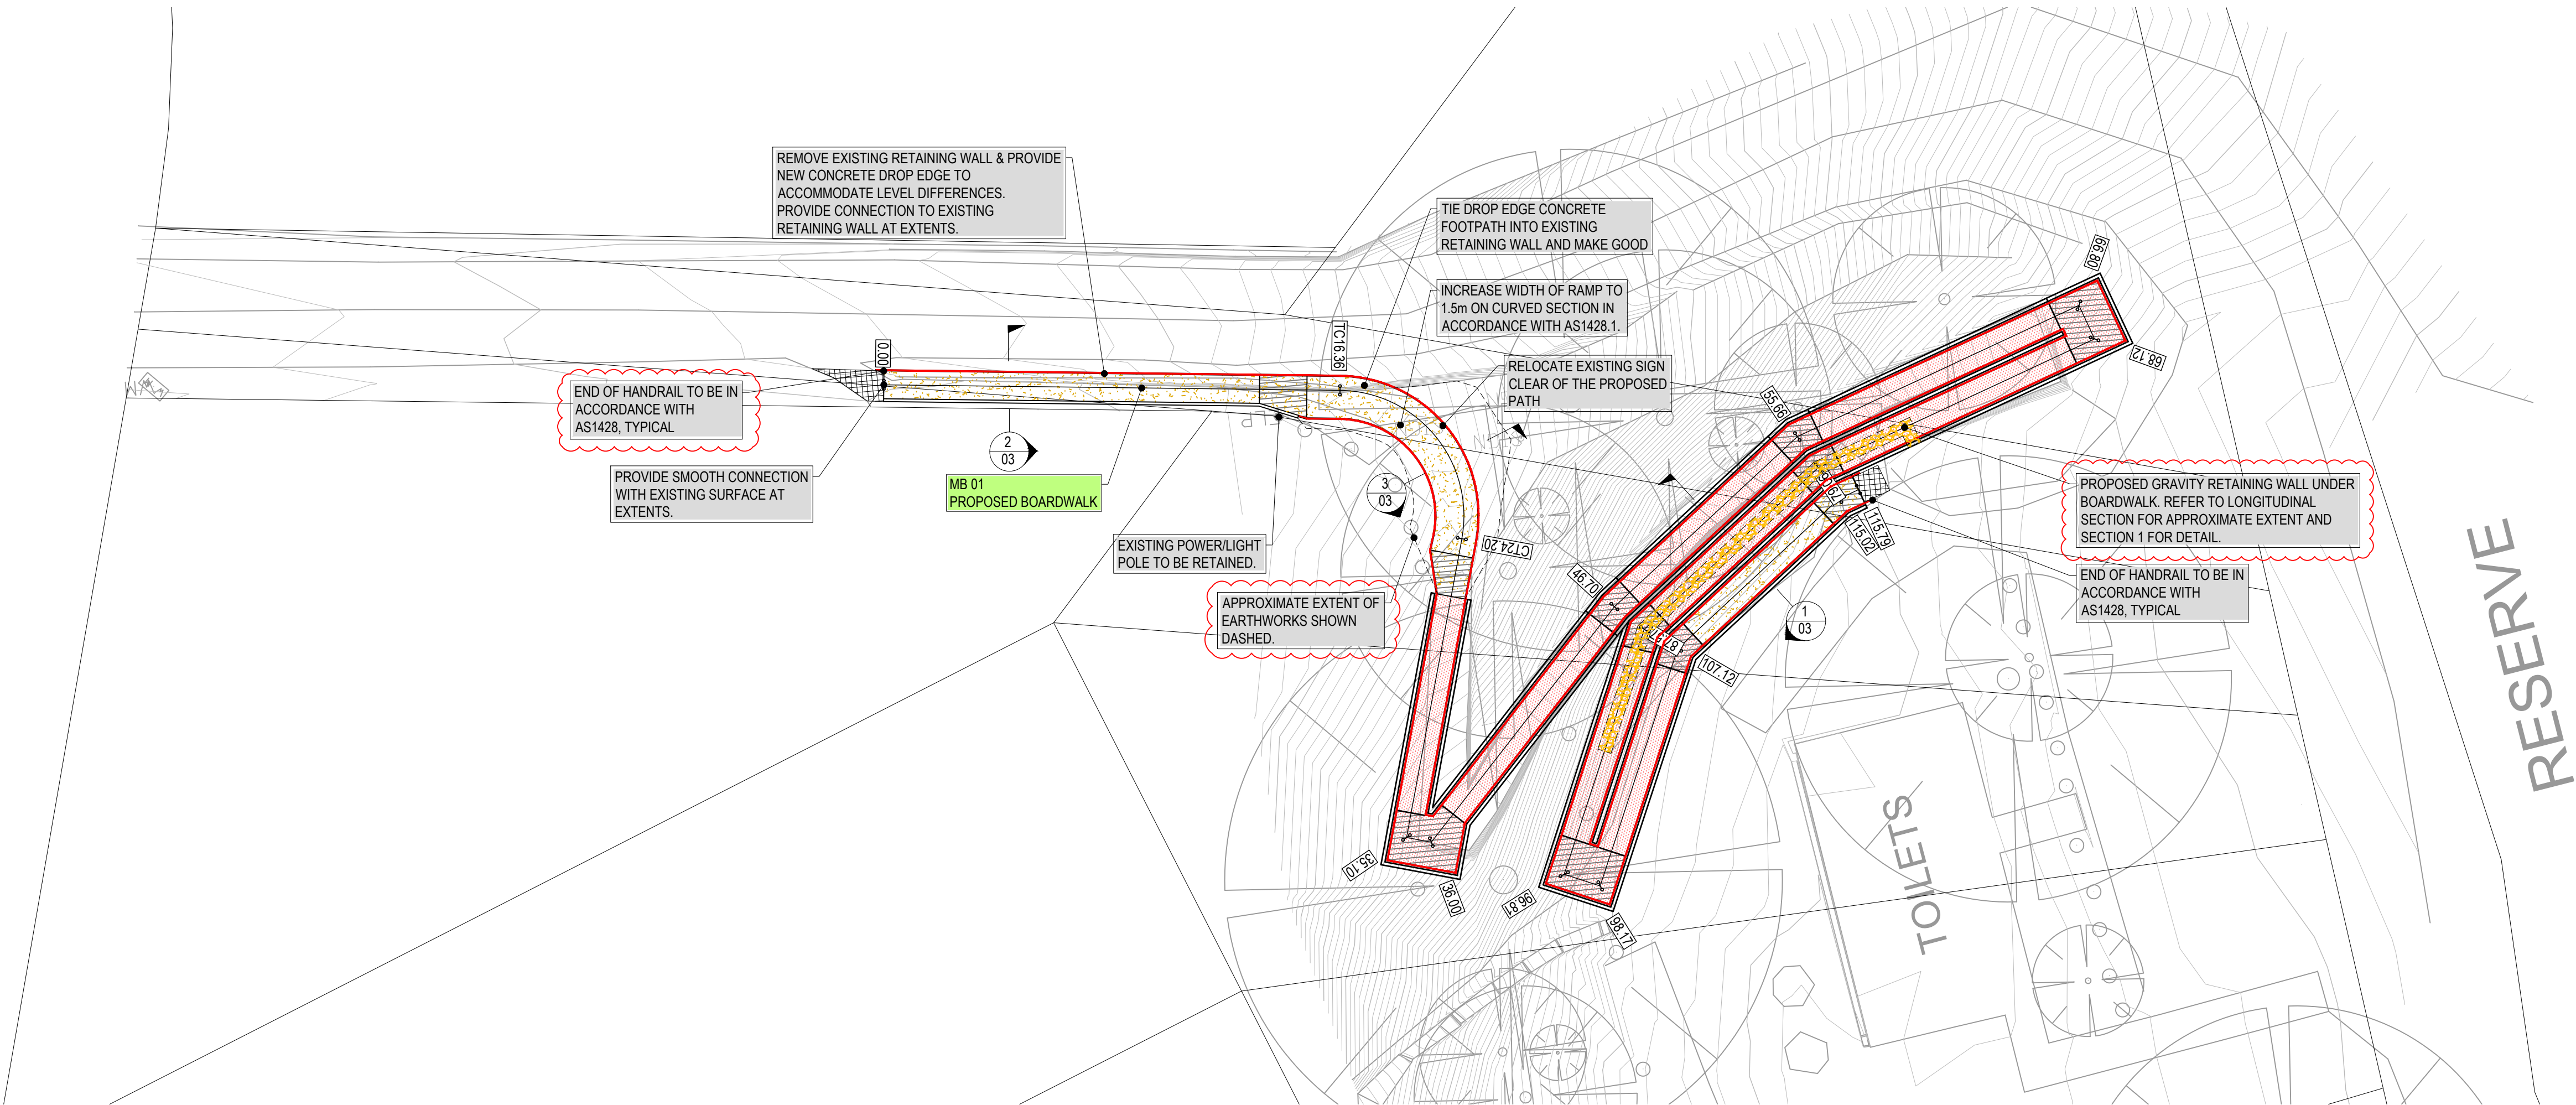 REMOVE EXISTING RETAINING WALL & PROVIDE
NEW CONCRETE DROP EDGE TO
ACCOMMODATE LEVEL DIFFERENCES.
PROVIDE CONNECTION TO EXISTING
RETAINING WALL AT EXTENTS.
TIE DROP EDGE CONCRETE
FOOTPATH INTO EXISTING
RETAINING WALL AND MAKE GOOD
INCREASE WIDTH OF RAMP TO
1.5m ON CURVED SECTION IN
ACCORDANCE WITH AS1428.1.
RELOCATE EXISTING SIGN
CLEAR OF THE PROPOSED
PATH
0.00
TC16.36
END OF HANDRAIL TO BE IN
ACCORDANCE WITH
AS1428, TYPICAL
PROVIDE SMOOTH CONNECTION
WITH EXISTING SURFACE AT
EXTENTS.
2
03
MB 01
PROPOSED BOARDWALK
3
03
EXISTING POWER/LIGHT
POLE TO BE RETAINED.
CT24.20
APPROXIMATE EXTENT OF
EARTHWORKS SHOWN
DASHED.
35.10
36.00
46.70
55.66
66.80
68.12
96.81
98.17
107.12
115.02
115.79
1
03
PROPOSED GRAVITY RETAINING WALL UNDER
BOARDWALK. REFER TO LONGITUDINAL
SECTION FOR APPROXIMATE EXTENT AND
SECTION 1 FOR DETAIL.
END OF HANDRAIL TO BE IN
ACCORDANCE WITH
AS1428, TYPICAL
TOILETS
RESERVE